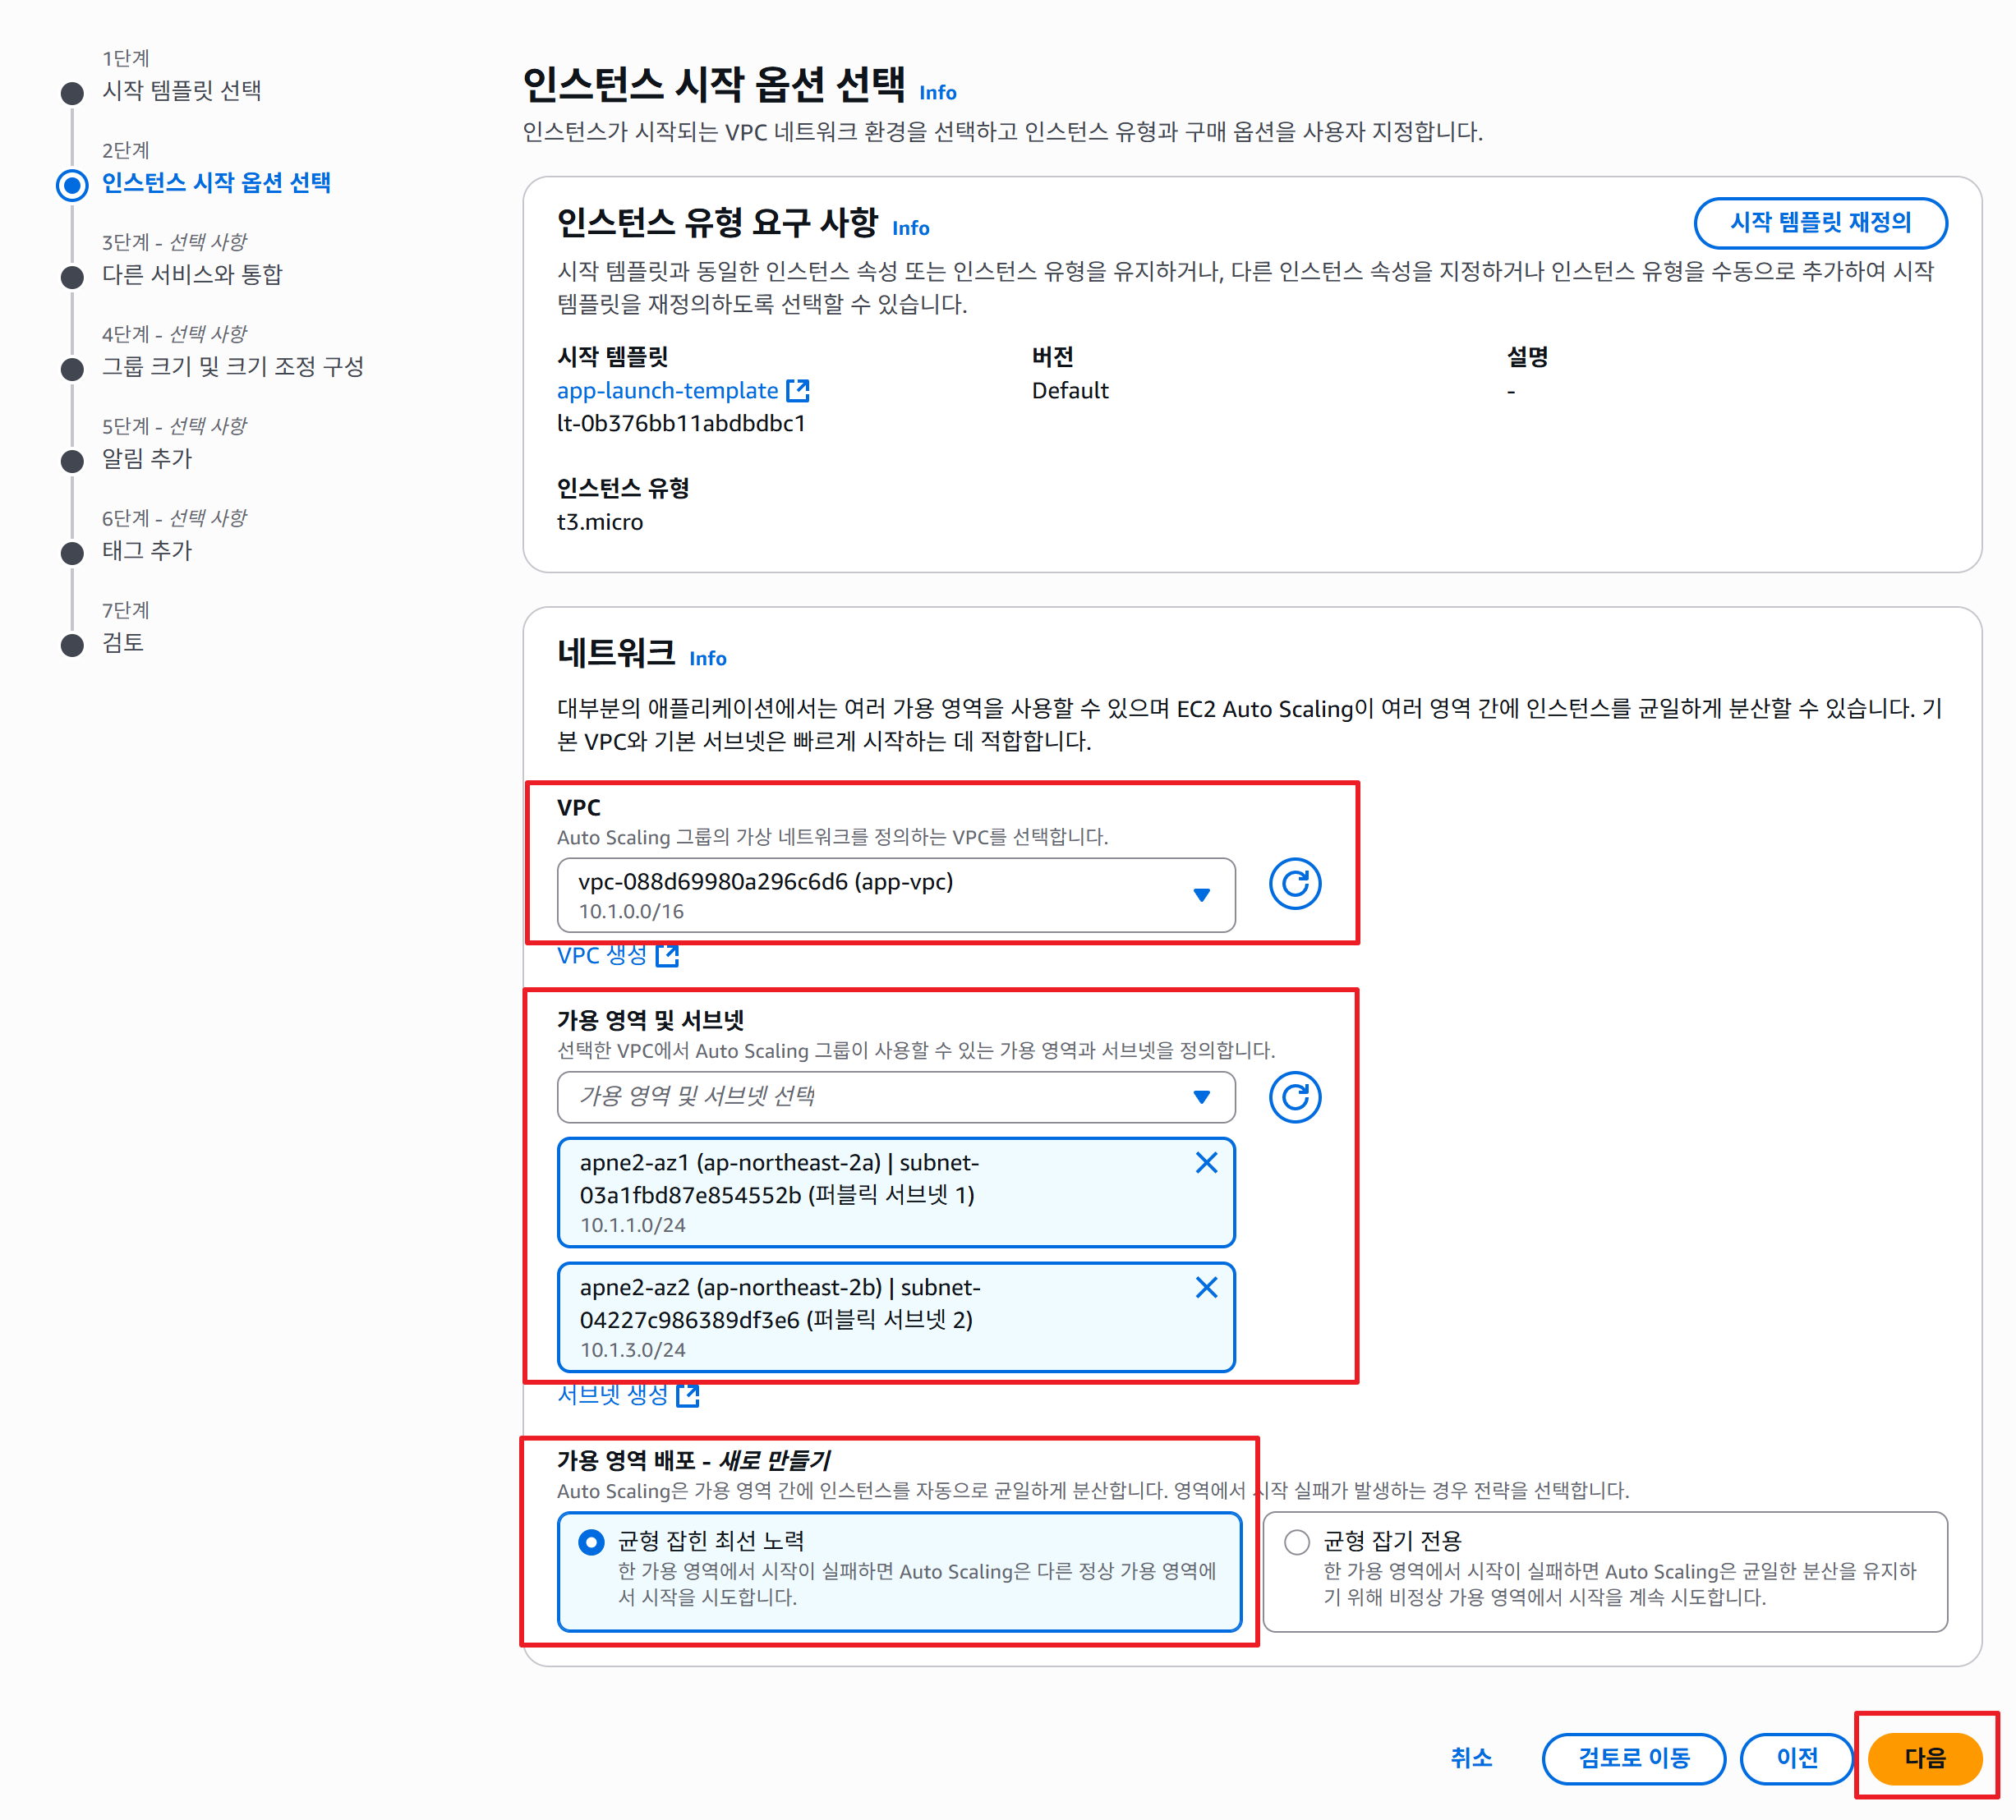 1단계
시작 템플릿 선택
2단계
인스턴스 시작 옵션 선택
3단계 - 선택 사항
다른 서비스와 통합
4단계 - 선택 사항
그룹 크기 및 크기 조정 구성
5단계 - 선택 사항
알림 추가
6단계 - 선택 사항
태그 추가
7단계
검토
인스턴스 시작 옵션 선택 Info
인스턴스가 시작되는 VPC 네트워크 환경을 선택하고 인스턴스 유형과 구매 옵션을 사용자 지정합니다.
인스턴스 유형 요구 사항 Info
시작 템플릿 재정의
시작 템플릿과 동일한 인스턴스 속성 또는 인스턴스 유형을 유지하거나, 다른 인스턴스 속성을 지정하거나 인스턴스 유형을 수동으로 추가하여 시작
템플릿을 재정의하도록 선택할 수 있습니다.
시작 템플릿
app-launch-template
lt-0b376bb11abdbdbc1
버전
Default
설명
-
인스턴스 유형
t3.micro
네트워크 Info
대부분의 애플리케이션에서는 여러 가용 영역을 사용할 수 있으며 EC2 Auto Scaling이 여러 영역 간에 인스턴스를 균일하게 분산할 수 있습니다. 기
본 VPC와 기본 서브넷은 빠르게 시작하는 데 적합합니다.
VPC
Auto Scaling 그룹의 가상 네트워크를 정의하는 VPC를 선택합니다.
vpc-088d69980a296c6d6 (app-vpc)
10.1.0.0/16
VPC 생성
가용 영역 및 서브넷
선택한 VPC에서 Auto Scaling 그룹이 사용할 수 있는 가용 영역과 서브넷을 정의합니다.
가용 영역 및 서브넷 선택
apne2-az1 (ap-northeast-2a) | subnet-
03a1fbd87e854552b (퍼블릭 서브넷 1)
10.1.1.0/24
apne2-az2 (ap-northeast-2b) | subnet-
04227c986389df3e6 (퍼블릭 서브넷 2)
10.1.3.0/24
서브넷 생성
가용 영역 배포 - 새로 만들기
Auto Scaling은 가용 영역 간에 인스턴스를 자동으로 균일하게 분산합니다. 영역에서 시작 실패가 발생하는 경우 전략을 선택합니다.
균형 잡힌 최선 노력
한 가용 영역에서 시작이 실패하면 Auto Scaling은 다른 정상 가용 영역에
서 시작을 시도합니다.
균형 잡기 전용
한 가용 영역에서 시작이 실패하면 Auto Scaling은 균일한 분산을 유지하
기 위해 비정상 가용 영역에서 시작을 계속 시도합니다.
취소
검토로 이동
이전
다음